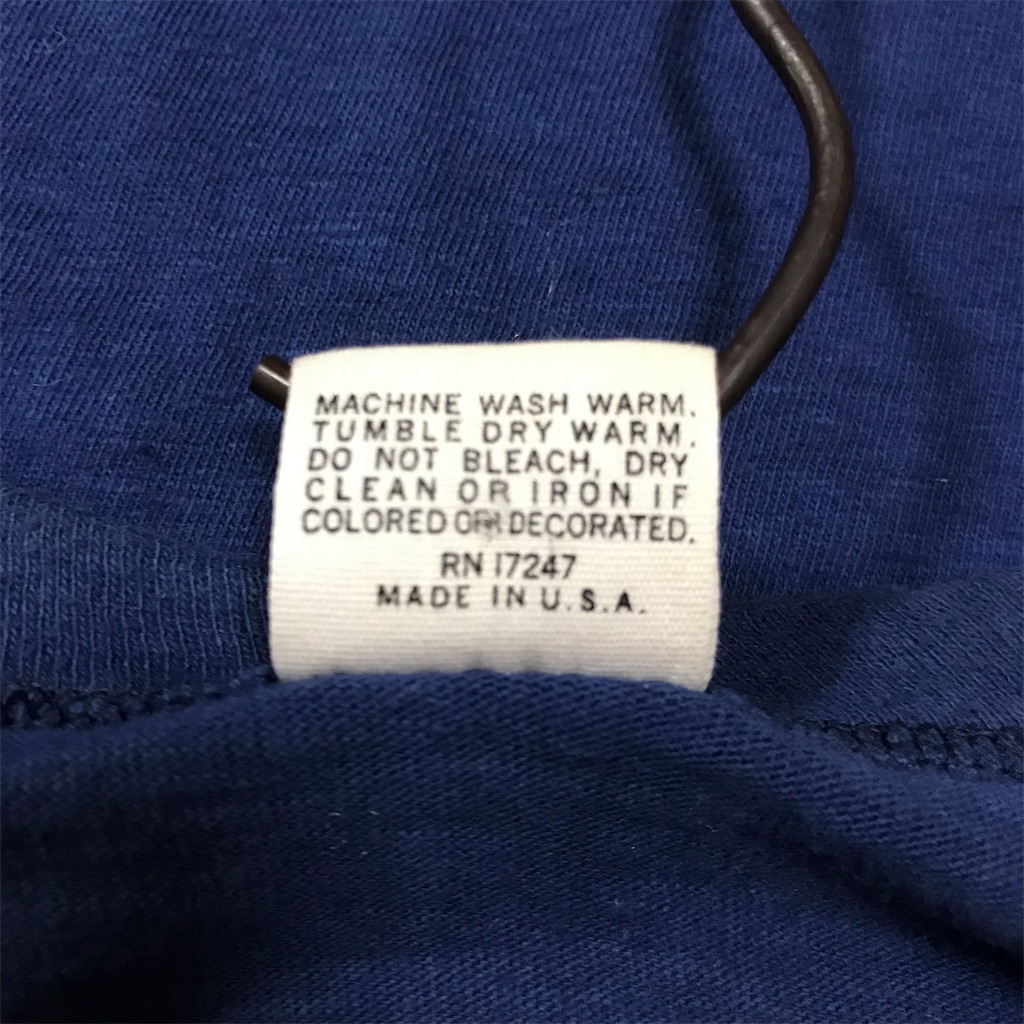 MACHINE WASH WARM.
TUMBLE DRY WARM.
DO NOT BLEACH, DRY
CLEAN OR IRON IF
COLORED OR DECORATED.
RN 17247
MADE IN U.S.A.